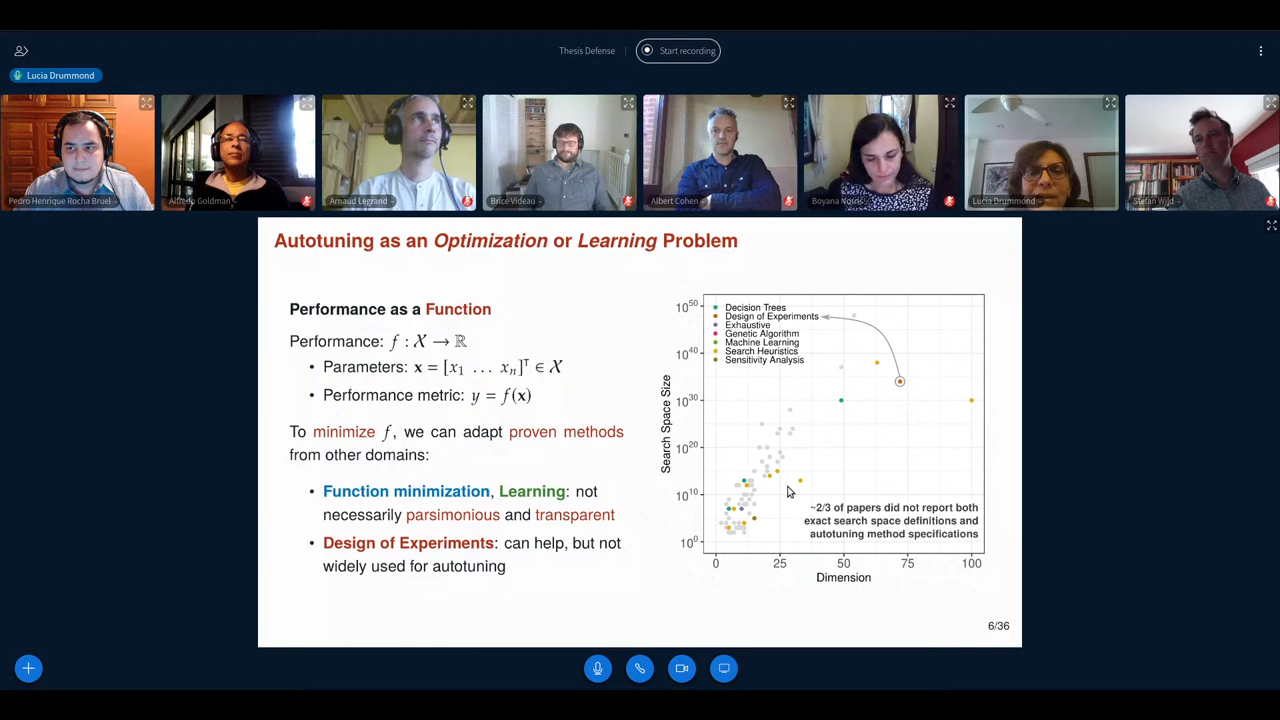 Thesis Defense
Start recording
Lucia Drummond
Pedro Henrique Rocha Bruel
Alfredo Goldman
Arnaud Legrand
Brice Videau
Albert Cohen
Boyana Norris
Lucia Drummond
Stefan Wild
Autotuning as an Optimization or Learning Problem
Performance as a Function
Performance: f : X → ℝ
• Parameters: x = [x₁ … xₙ]ᵀ ∈ X
• Performance metric: y = f(x)
To minimize f, we can adapt proven methods
from other domains:
• Function minimization, Learning: not
necessarily parsimonious and transparent
• Design of Experiments: can help, but not
widely used for autotuning
Search Space Size
10⁵⁰
10⁴⁰
10³⁰
10²⁰
10¹⁰
10⁰
Decision Trees
Design of Experiments
Exhaustive
Genetic Algorithm
Machine Learning
Search Heuristics
Sensitivity Analysis
~2/3 of papers did not report both
exact search space definitions and
autotuning method specifications
0 25 50 75 100
Dimension
6/36